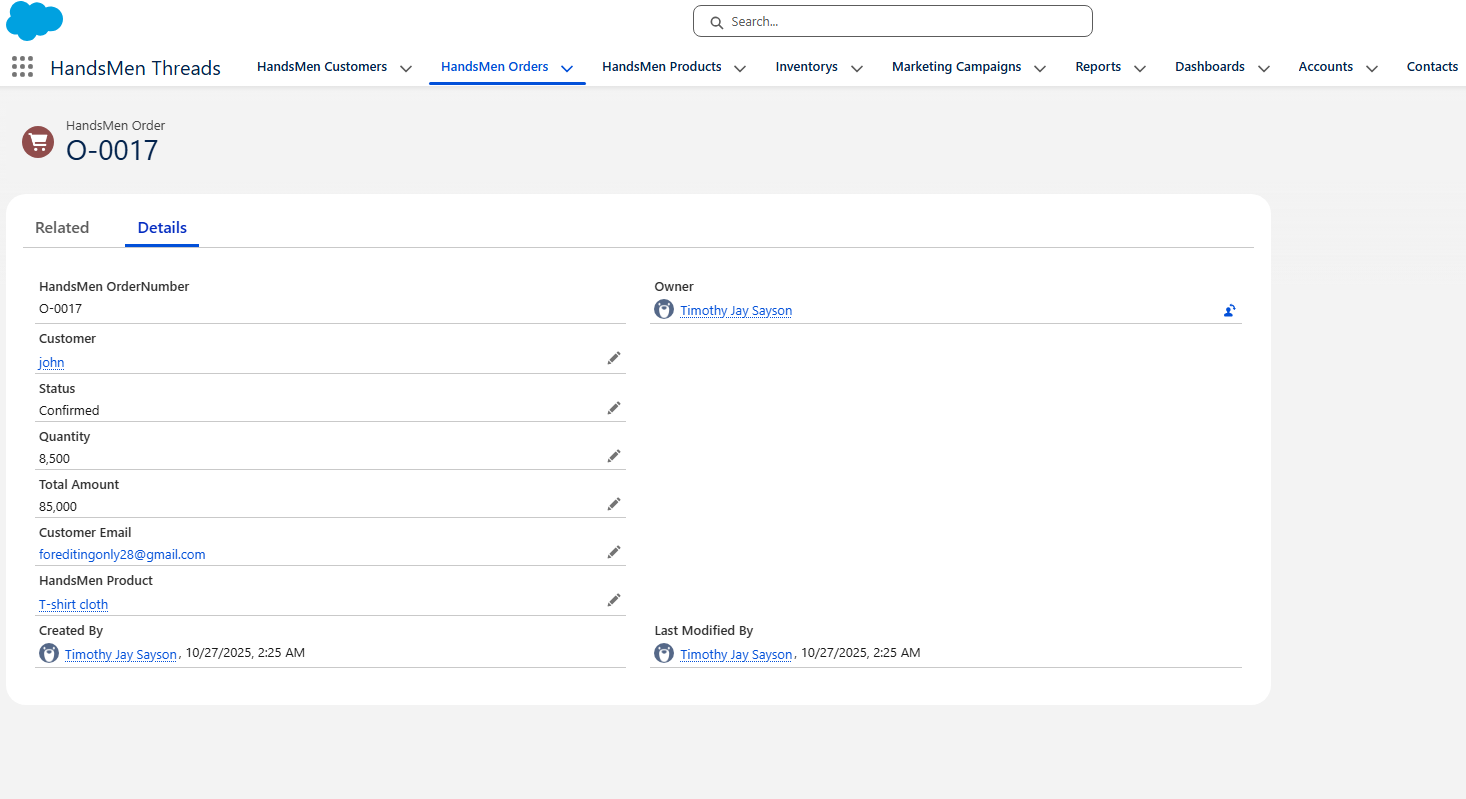 Search...
HandsMen Threads HandsMen Customers HandsMen Orders HandsMen Products Inventorys Marketing Campaigns Reports Dashboards Accounts Contacts
HandsMen Order
O-0017
Related Details
HandsMen OrderNumber
O-0017
Owner
Timothy Jay Sayson
Customer
john
Status
Confirmed
Quantity
8,500
Total Amount
85,000
Customer Email
foreditingonly28@gmail.com
HandsMen Product
T-shirt cloth
Created By
Timothy Jay Sayson, 10/27/2025, 2:25 AM
Last Modified By
Timothy Jay Sayson, 10/27/2025, 2:25 AM